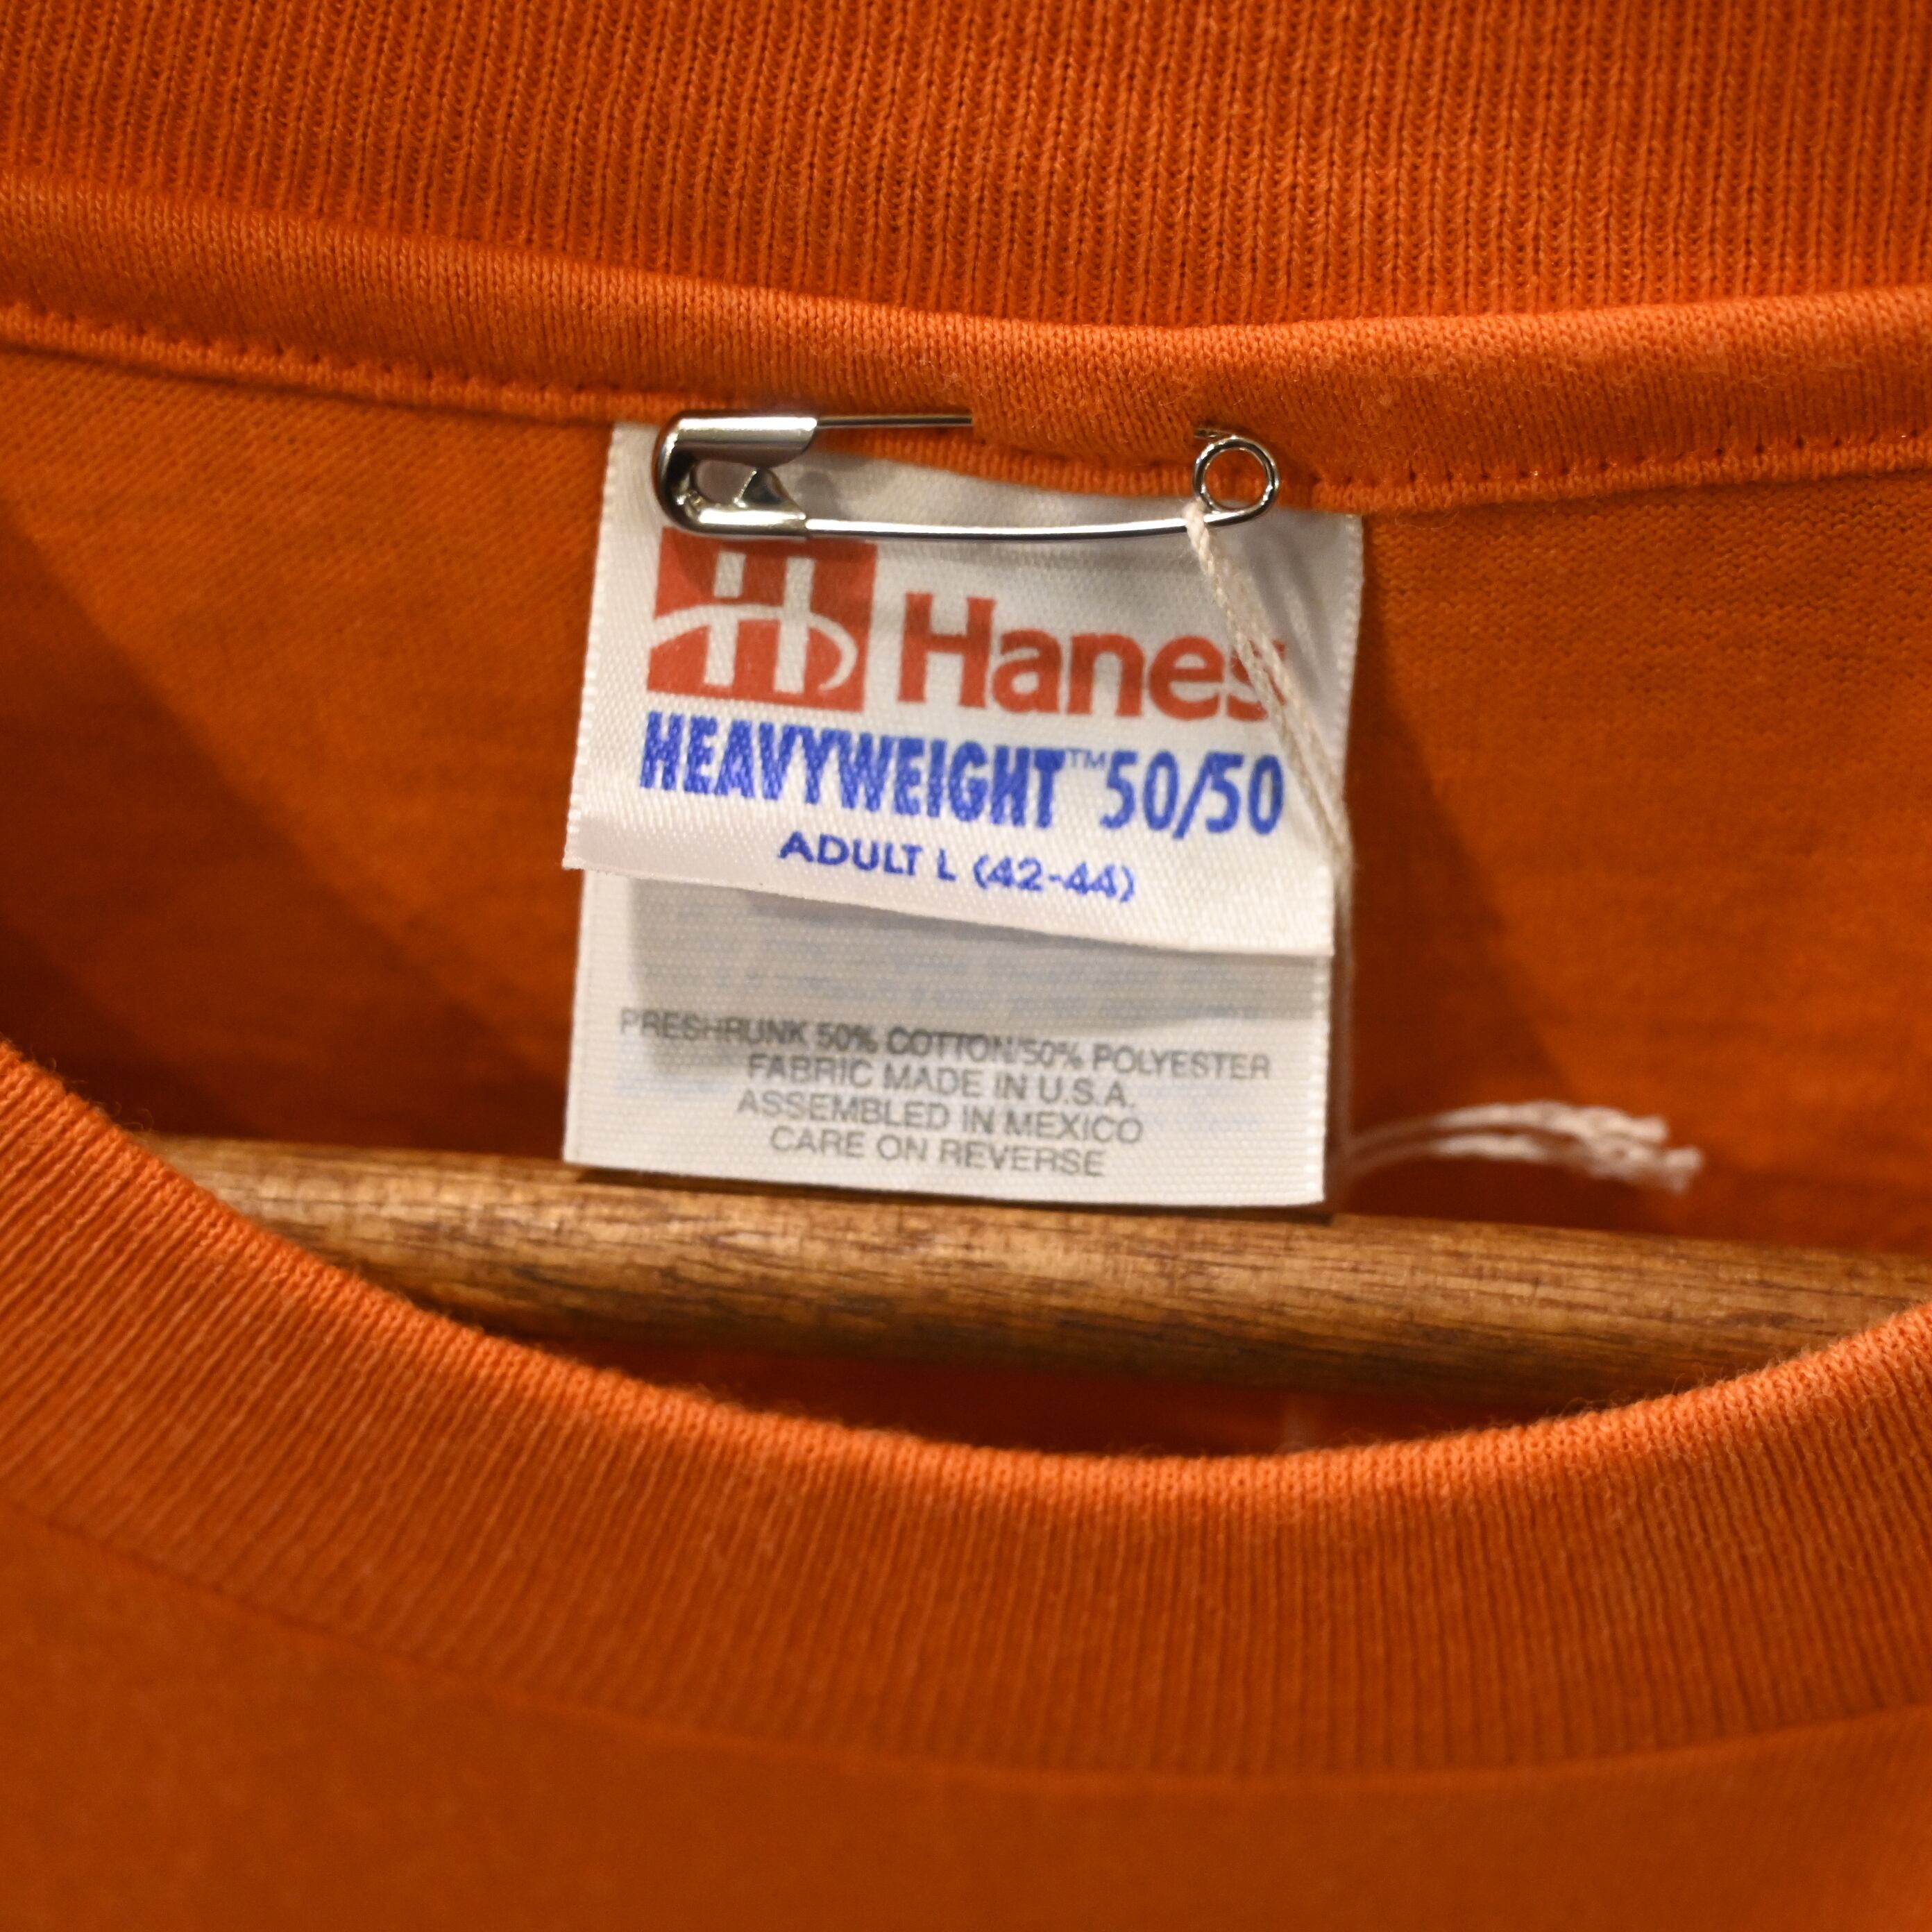 H Hanes
HEAVYWEIGHT™ 50/50
ADULT L (42-44)
PRESHRUNK 50% COTTON/50% POLYESTER
FABRIC MADE IN U.S.A.
ASSEMBLED IN MEXICO
CARE ON REVERSE